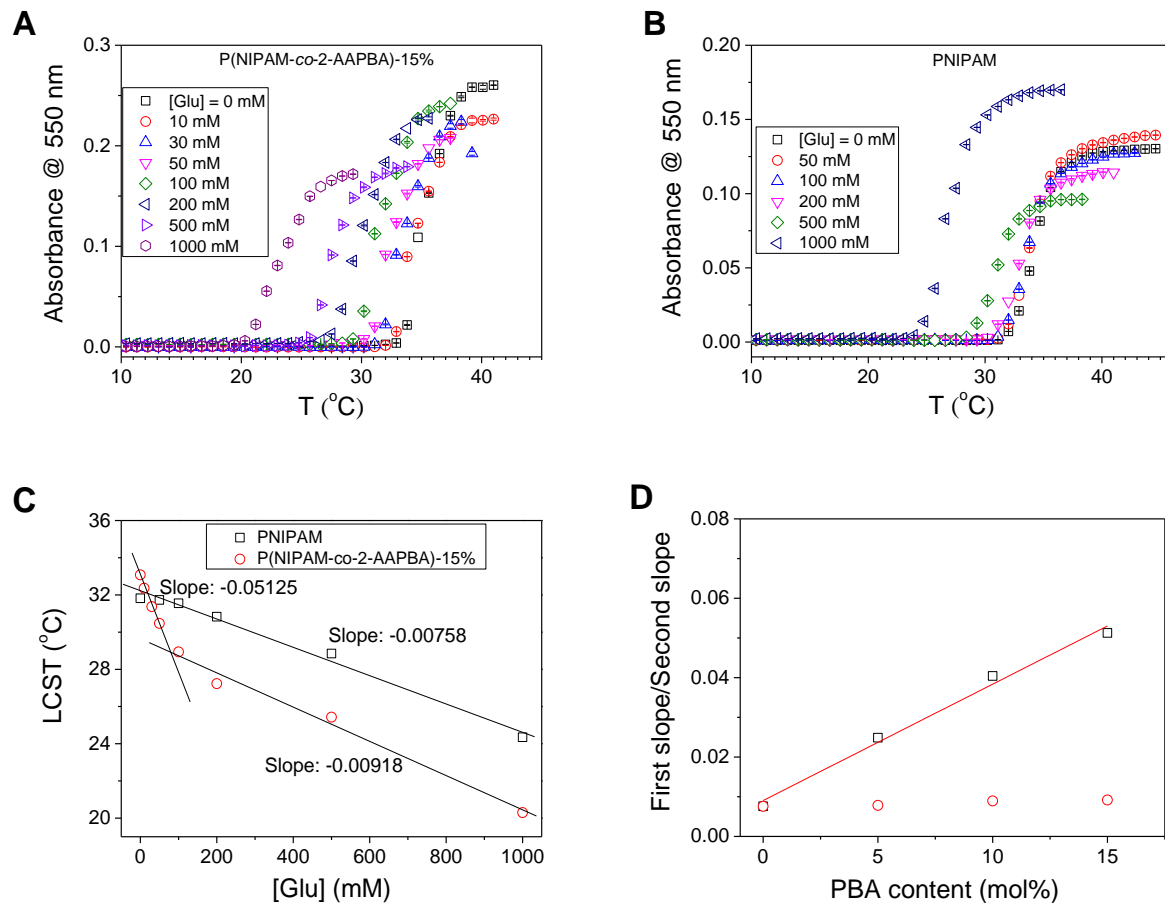 A
P(NIPAM-co-2-AAPBA)-15%
[Glu] = 0 mM
10 mM
30 mM
50 mM
100 mM
200 mM
500 mM
1000 mM
0.3
0.2
0.1
0.0
Absorbance @ 550 nm
10 20 30 40
T (°C)
B
PNIPAM
[Glu] = 0 mM
50 mM
100 mM
200 mM
500 mM
1000 mM
0.20
0.15
0.10
0.05
0.00
Absorbance @ 550 nm
10 20 30 40
T (°C)
C
PNIPAM
P(NIPAM-co-2-AAPBA)-15%
Slope: -0.05125
Slope: -0.00758
Slope: -0.00918
36
32
28
24
20
LCST (°C)
0 200 400 600 800 1000
[Glu] (mM)
D
0.08
0.06
0.04
0.02
0.00
First slope/Second slope
0 5 10 15
PBA content (mol%)